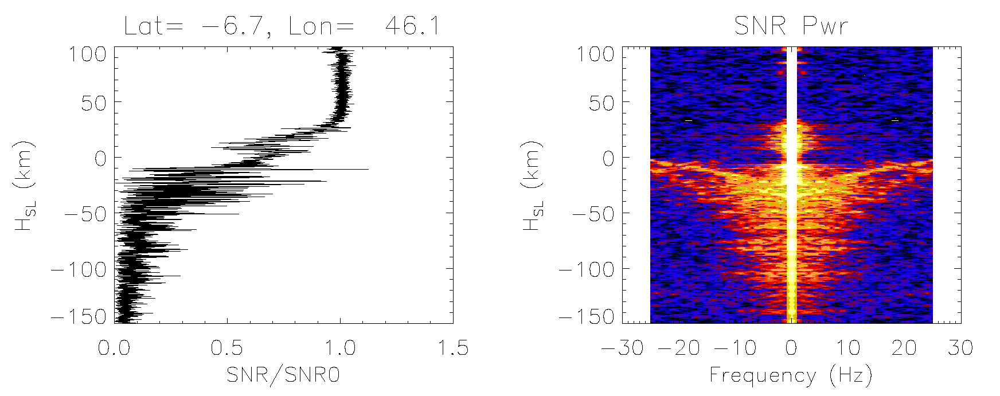 Lat= -6.7, Lon= 46.1
100
50
0
-50
-100
-150
H_SL (km)
0.0 0.5 1.0 1.5
SNR/SNR0
SNR Pwr
100
50
0
-50
-100
-150
H_SL (km)
-30 -20 -10 0 10 20 30
Frequency (Hz)